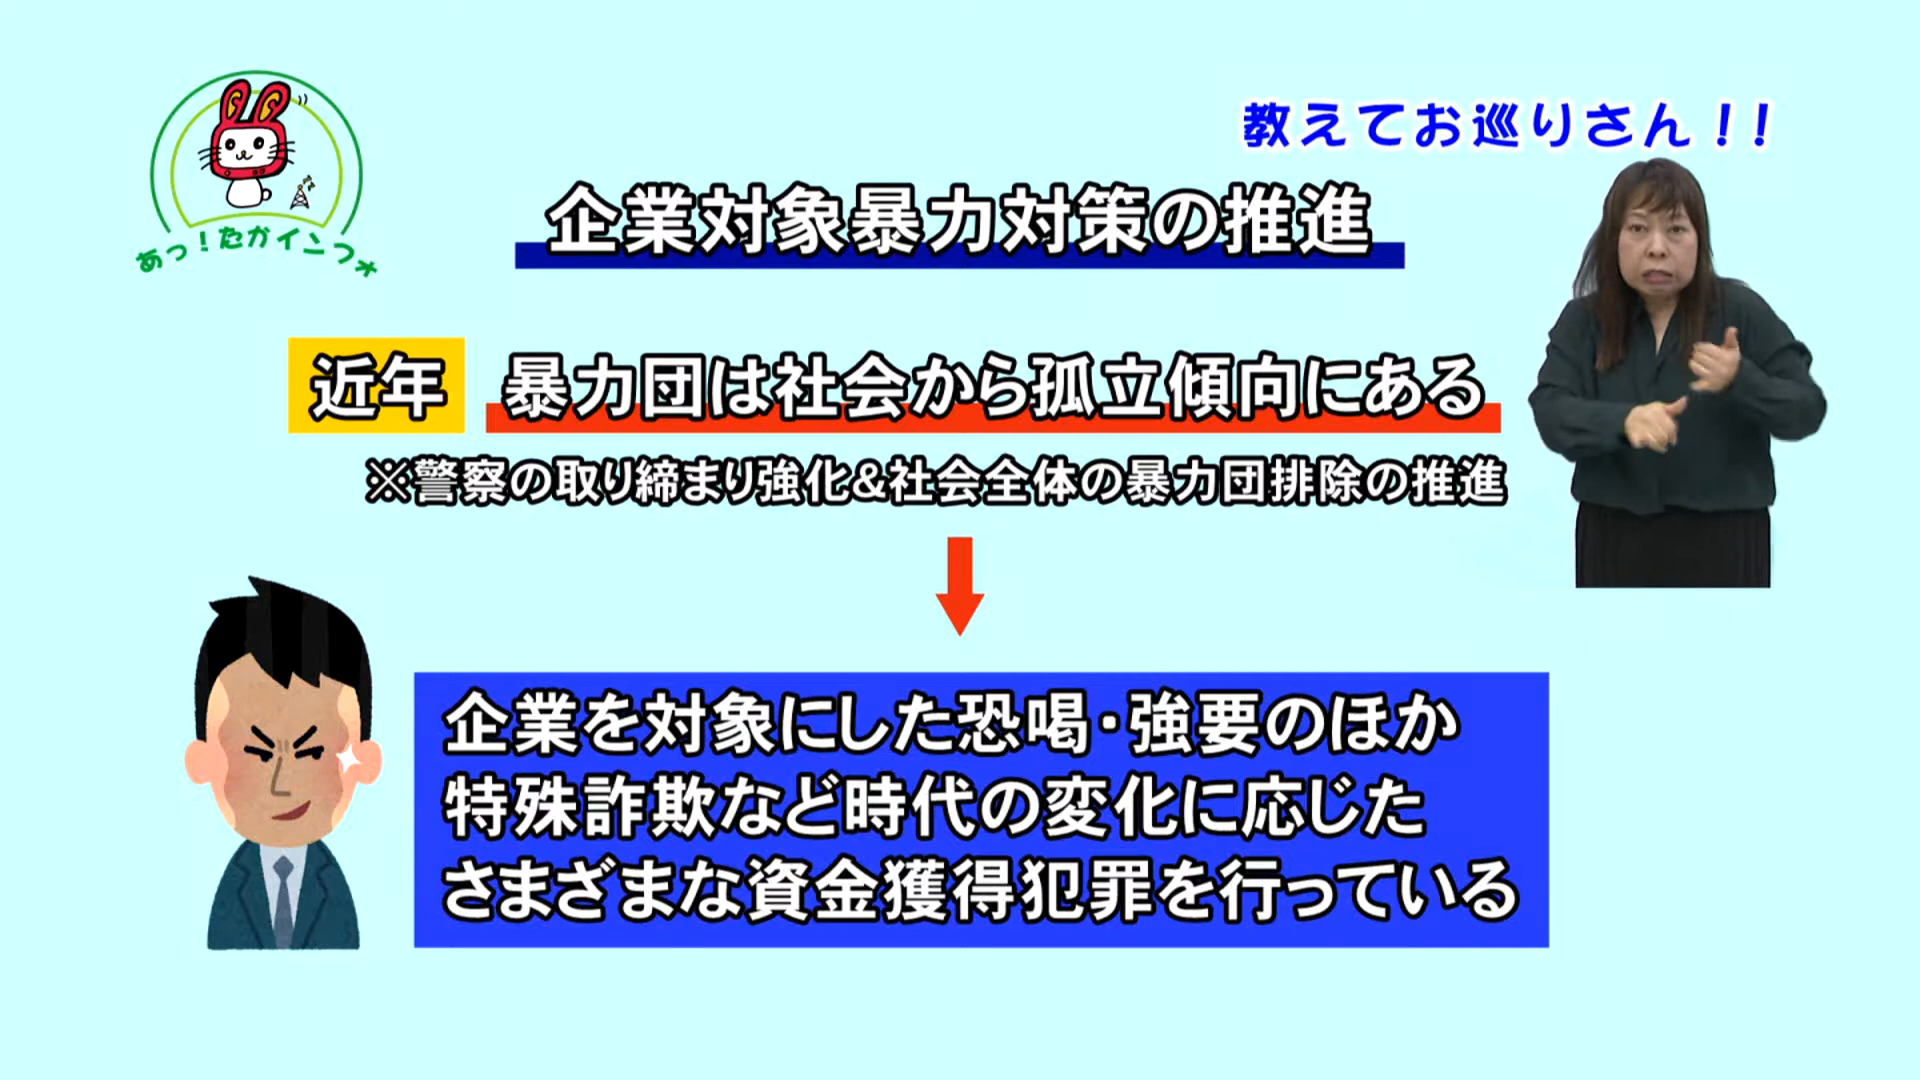 教えてお巡りさん！！
あっ！たかインフォ
企業対象暴力対策の推進
近年 暴力団は社会から孤立傾向にある
※警察の取り締まり強化&社会全体の暴力団排除の推進
企業を対象にした恐喝・強要のほか
特殊詐欺など時代の変化に応じた
さまざまな資金獲得犯罪を行っている